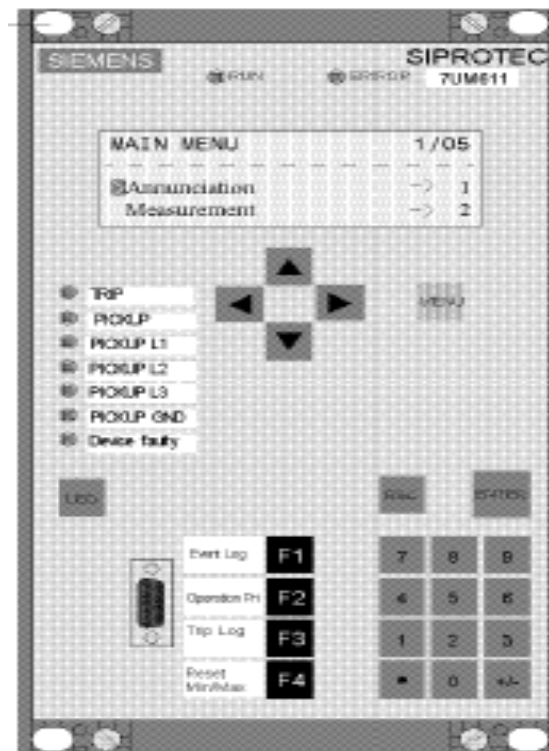 SIEMENS
SIPROTEC
RUN
ERROR
7UM611
MAIN MENU 1/05
Annunciation -> 1
Measurement -> 2
MENU
TRIP
PICKUP
PICKUP L1
PICKUP L2
PICKUP L3
PICKUP GND
Device faulty
LED
ESC
ENTER
Event Log F1
7 8 9
Operation Pri F2
4 5 6
Trip Log F3
1 2 3
Reset
Min/Max F4
0 +/-